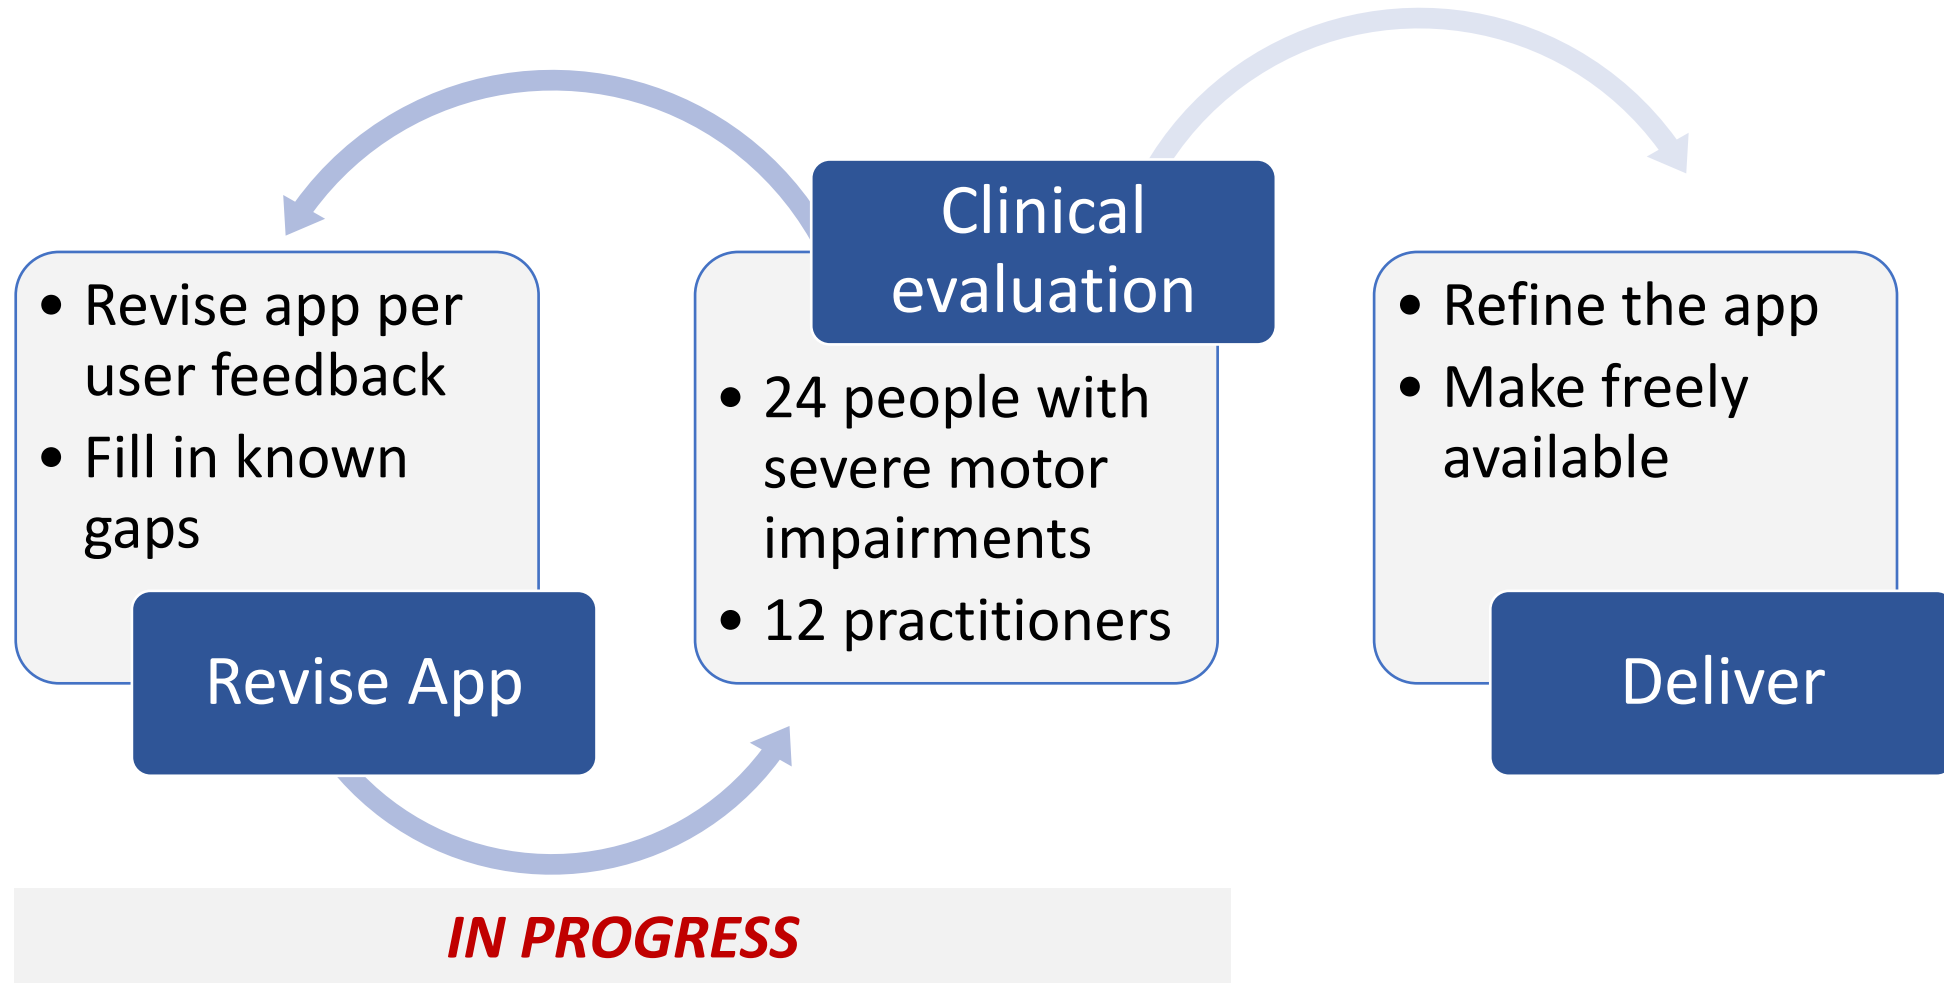 • Revise app per
user feedback
• Fill in known
gaps
Revise App
Clinical
evaluation
• 24 people with
severe motor
impairments
• 12 practitioners
• Refine the app
• Make freely
available
Deliver
IN PROGRESS